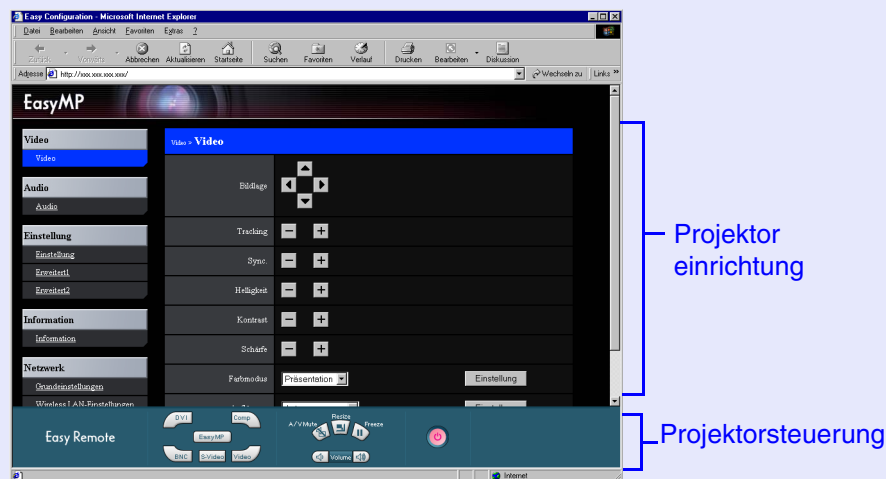 Easy Configuration - Microsoft Internet Explorer
Datei Bearbeiten Ansicht Favoriten Extras ?
Zurück Vorwärts Abbrechen Aktualisieren Startseite Suchen Favoriten Verlauf Drucken Bearbeiten Diskussion
Adresse http://xxx.xxx.xxx.xxx/ Wechseln zu Links »
EasyMP
Video
Video
Audio
Audio
Einstellung
Einstellung
Erweitert1
Erweitert2
Information
Information
Netzwerk
Grundeinstellungen
Wireless LAN-Einstellungen
Video > Video
Bildlage
Tracking − +
Sync. − +
Helligkeit − +
Kontrast − +
Schärfe − +
Farbmodus Präsentation Einstellung
Easy Remote
DVI Comp
EasyMP
BNC S-Video Video
A/V Mute Resize Freeze
Volume
Internet
Projektor
einrichtung
Projektorsteuerung